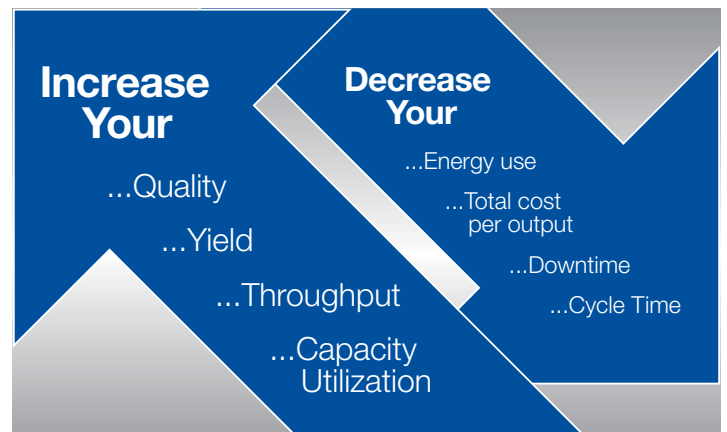 Increase
Your
...Quality
...Yield
...Throughput
...Capacity
Utilization
Decrease
Your
...Energy use
...Total cost
per output
...Downtime
...Cycle Time